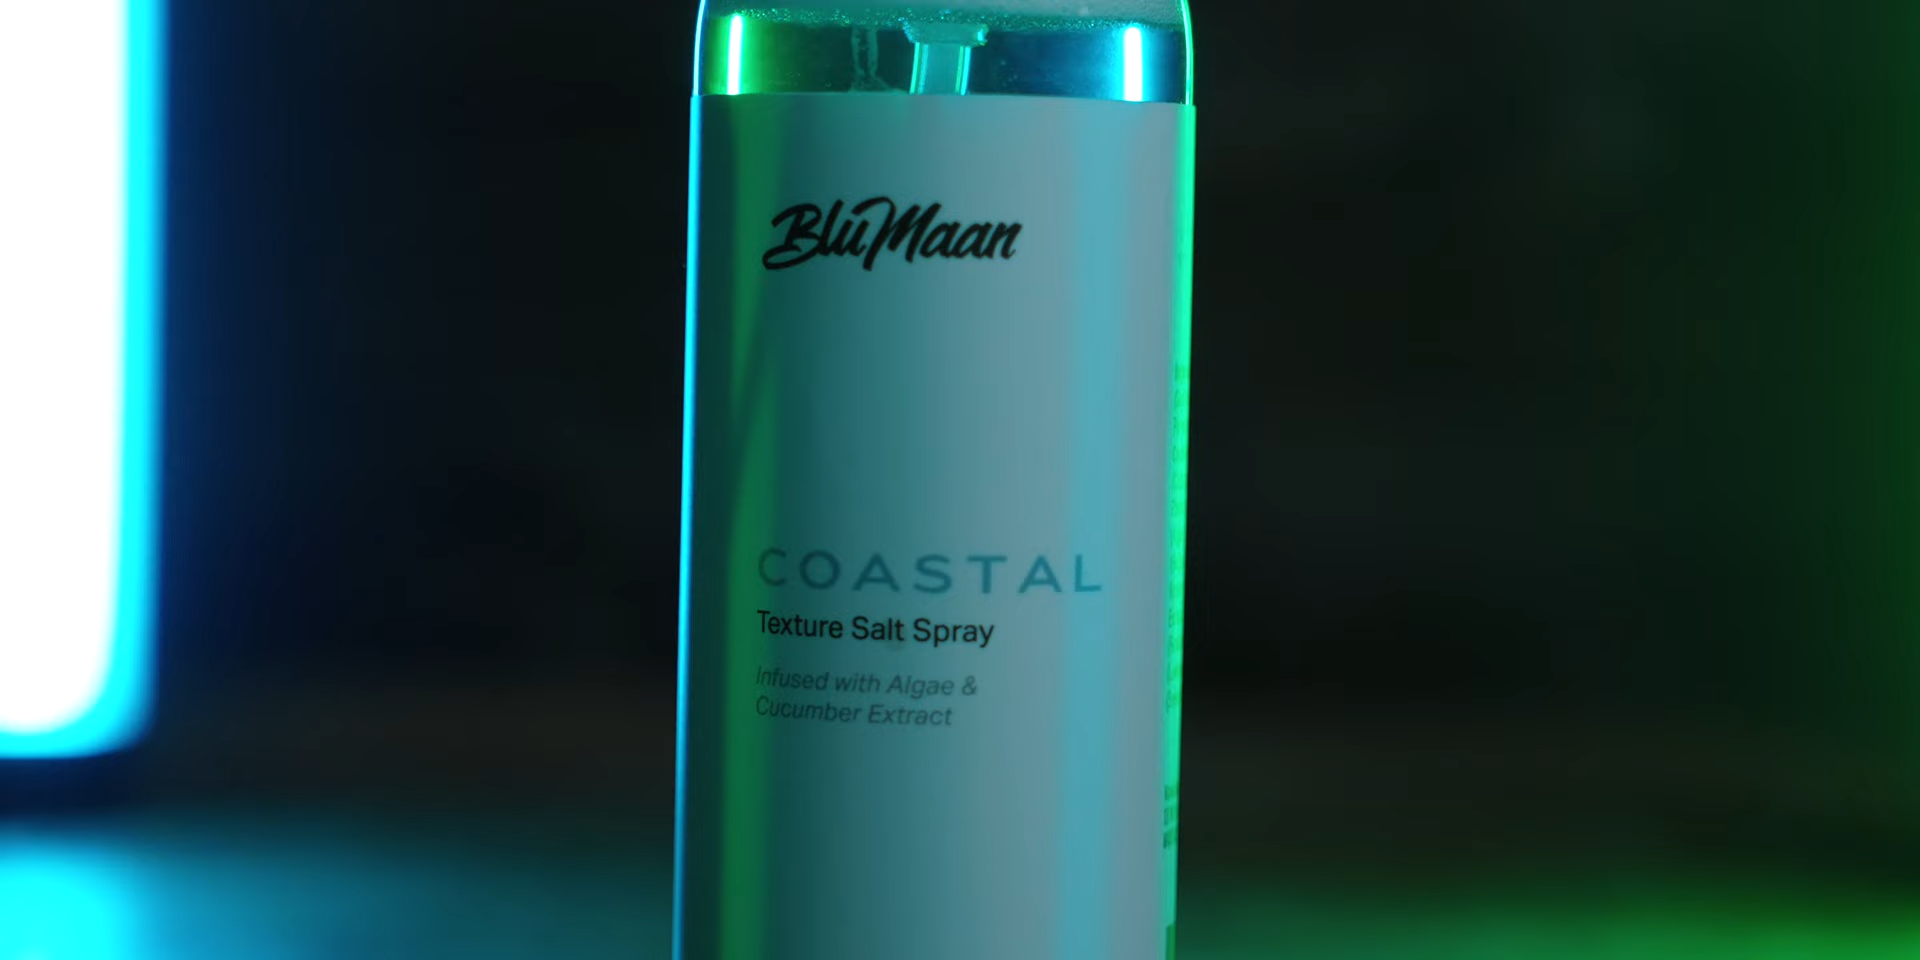 BluMaan
COASTAL
Texture Salt Spray
Infused with Algae &
Cucumber Extract